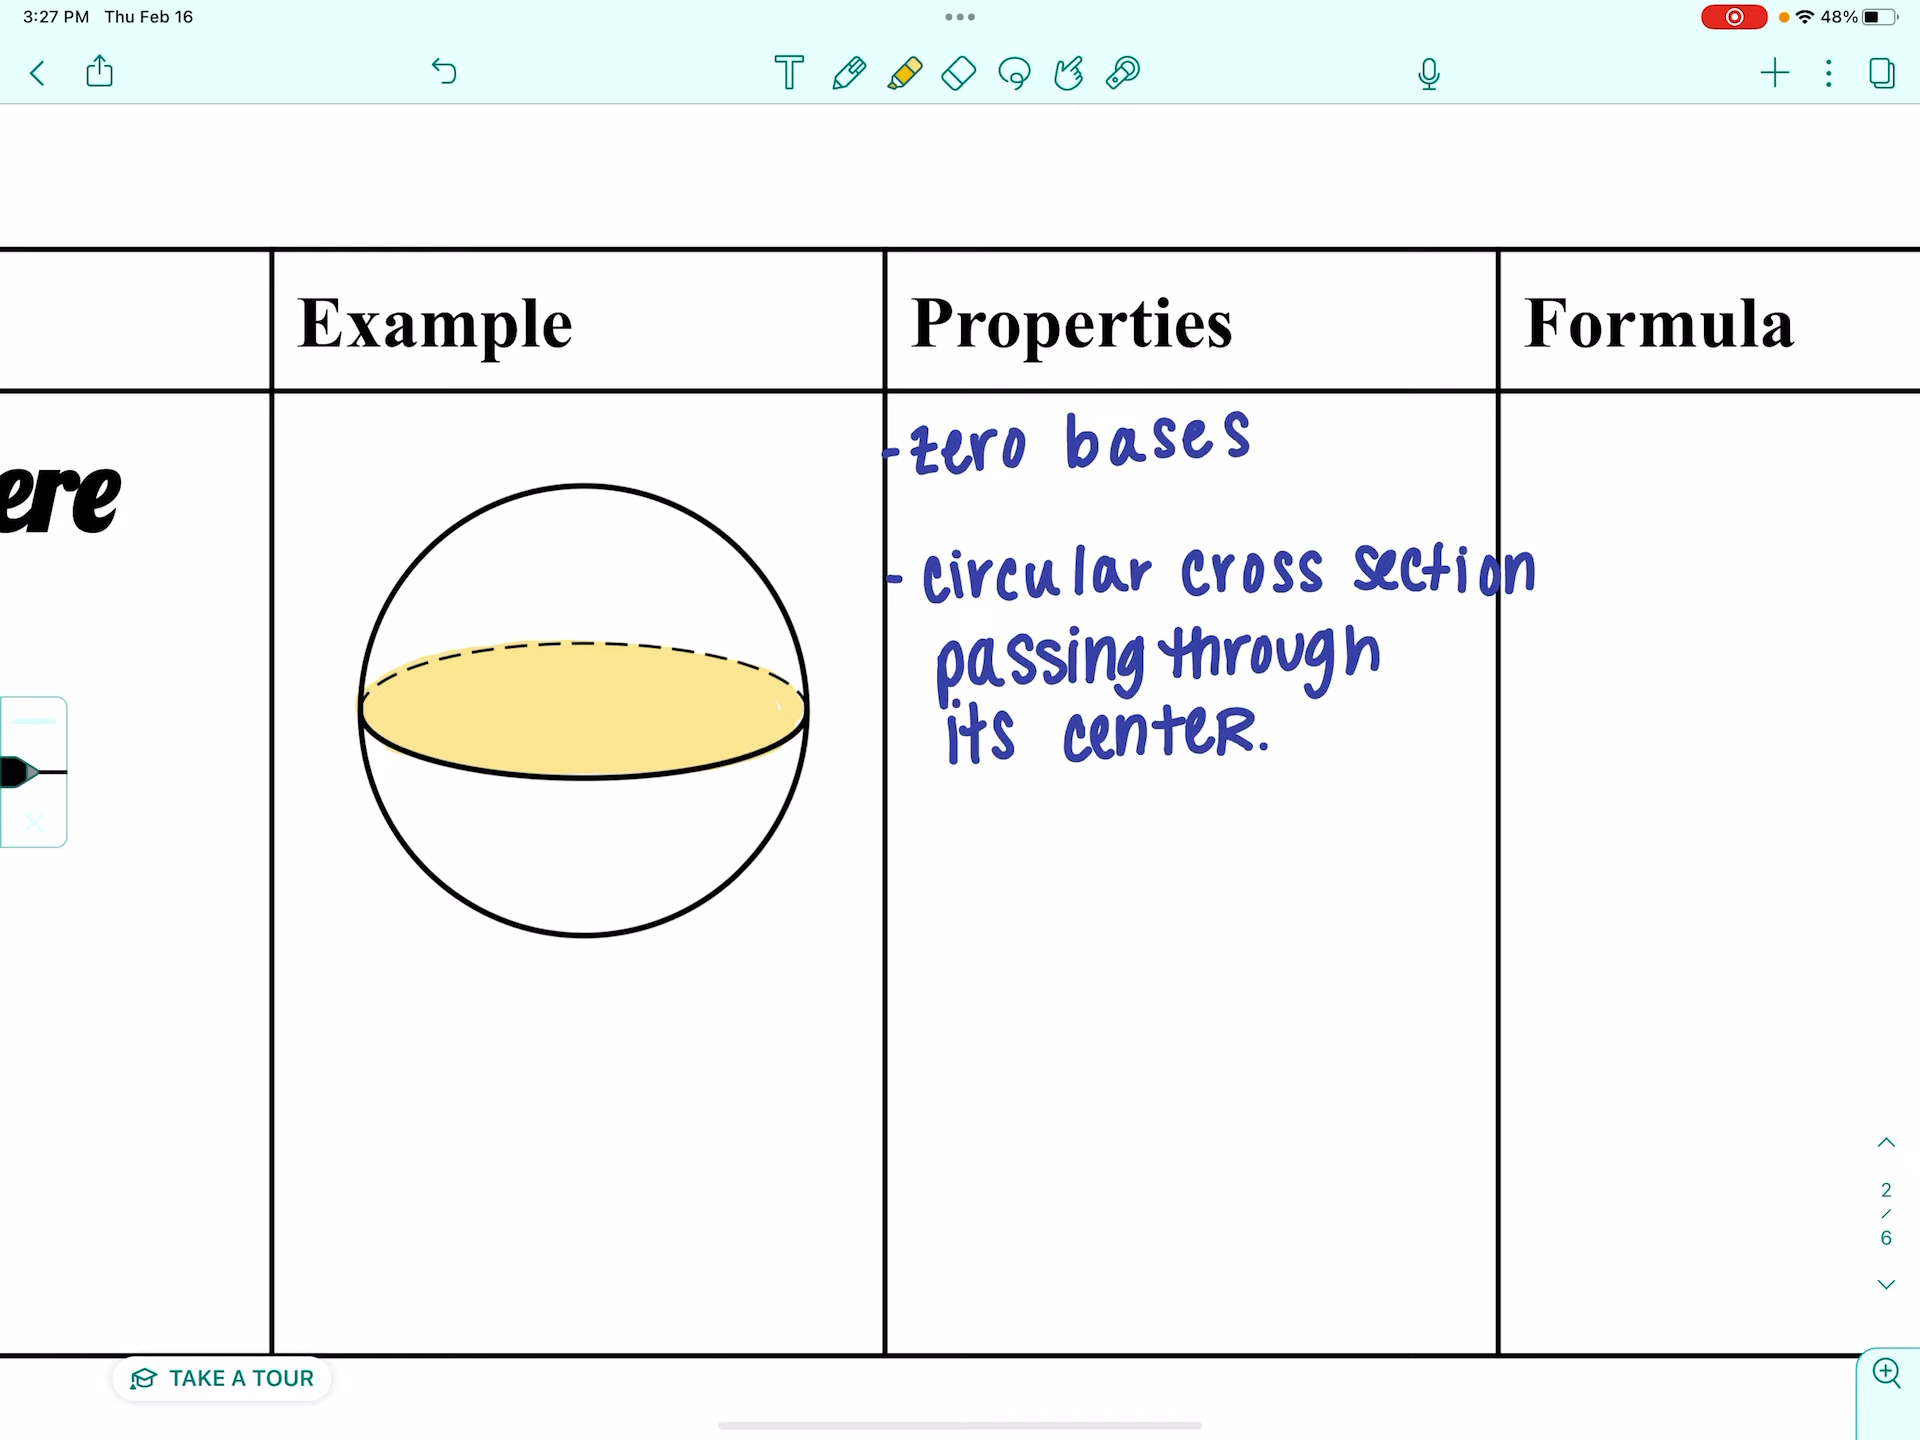 3:27 PM Thu Feb 16
48%
Example
Properties
Formula
ere
-zero bases
- circular cross section
passing through
its center.
2
/
6
TAKE A TOUR